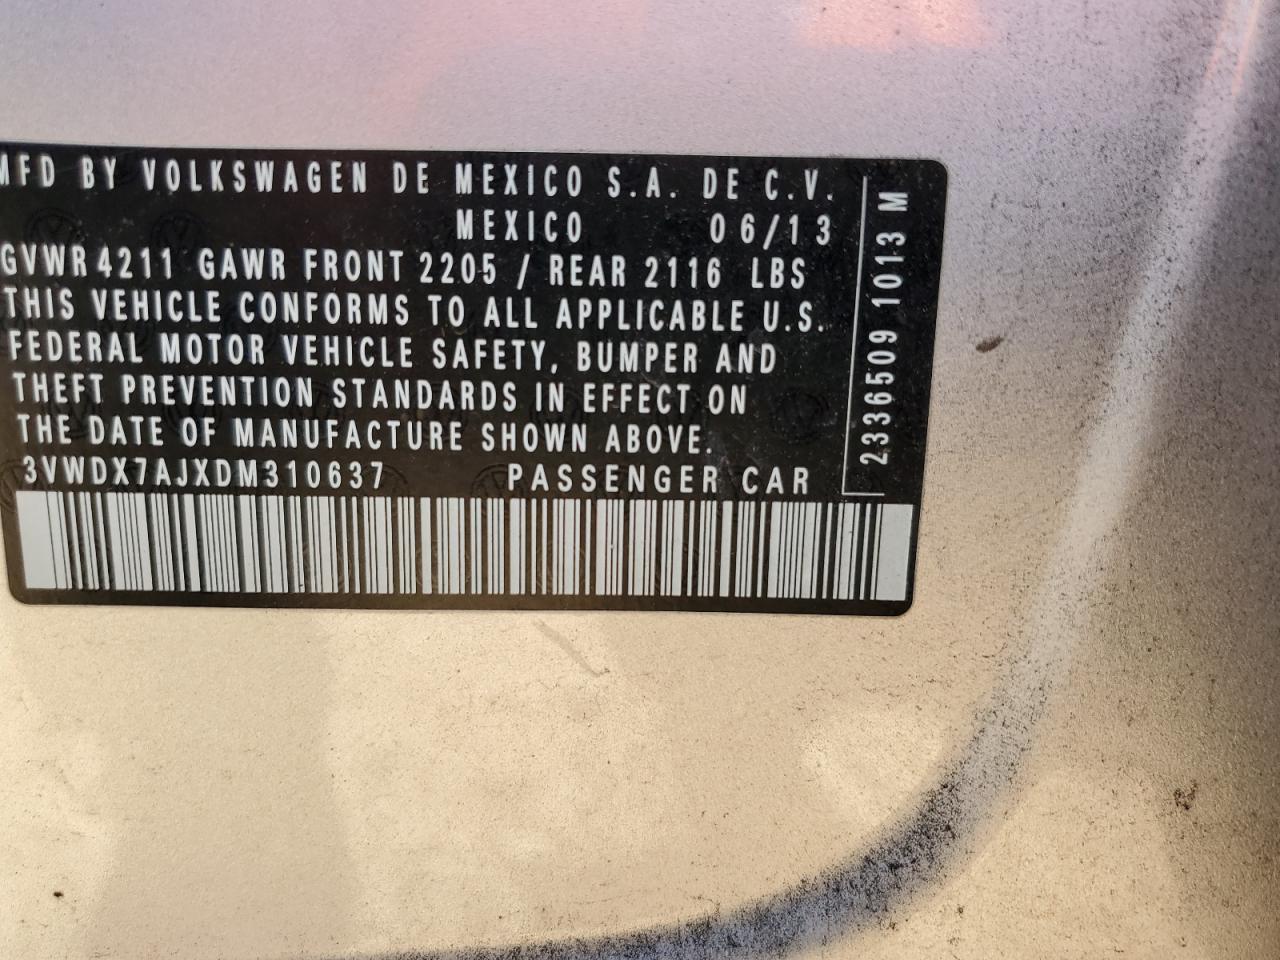 MFD BY VOLKSWAGEN DE MEXICO S.A. DE C.V.
MEXICO 06/13
GVWR 4211 GAWR FRONT 2205 / REAR 2116 LBS
THIS VEHICLE CONFORMS TO ALL APPLICABLE U.S.
FEDERAL MOTOR VEHICLE SAFETY, BUMPER AND
THEFT PREVENTION STANDARDS IN EFFECT ON
THE DATE OF MANUFACTURE SHOWN ABOVE.
3VWDX7AJXDM310637 PASSENGER CAR
2336509 1013 M